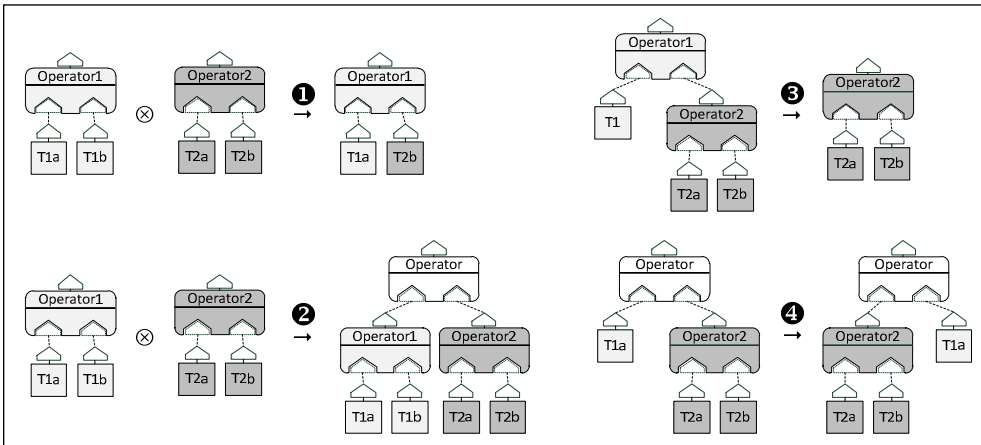 Operator1 Operator2 ❶ Operator1
⊗ →
T1a T1b T2a T2b T1a T2b
Operator1
T1 Operator2 ❸ Operator2
→
T2a T2b T2a T2b
Operator1 Operator2 ❷ Operator
⊗ → Operator1 Operator2
T1a T1b T2a T2b T1a T1b T2a T2b
Operator ❹ Operator
T1a Operator2 → Operator2 T1a
T2a T2b T2a T2b